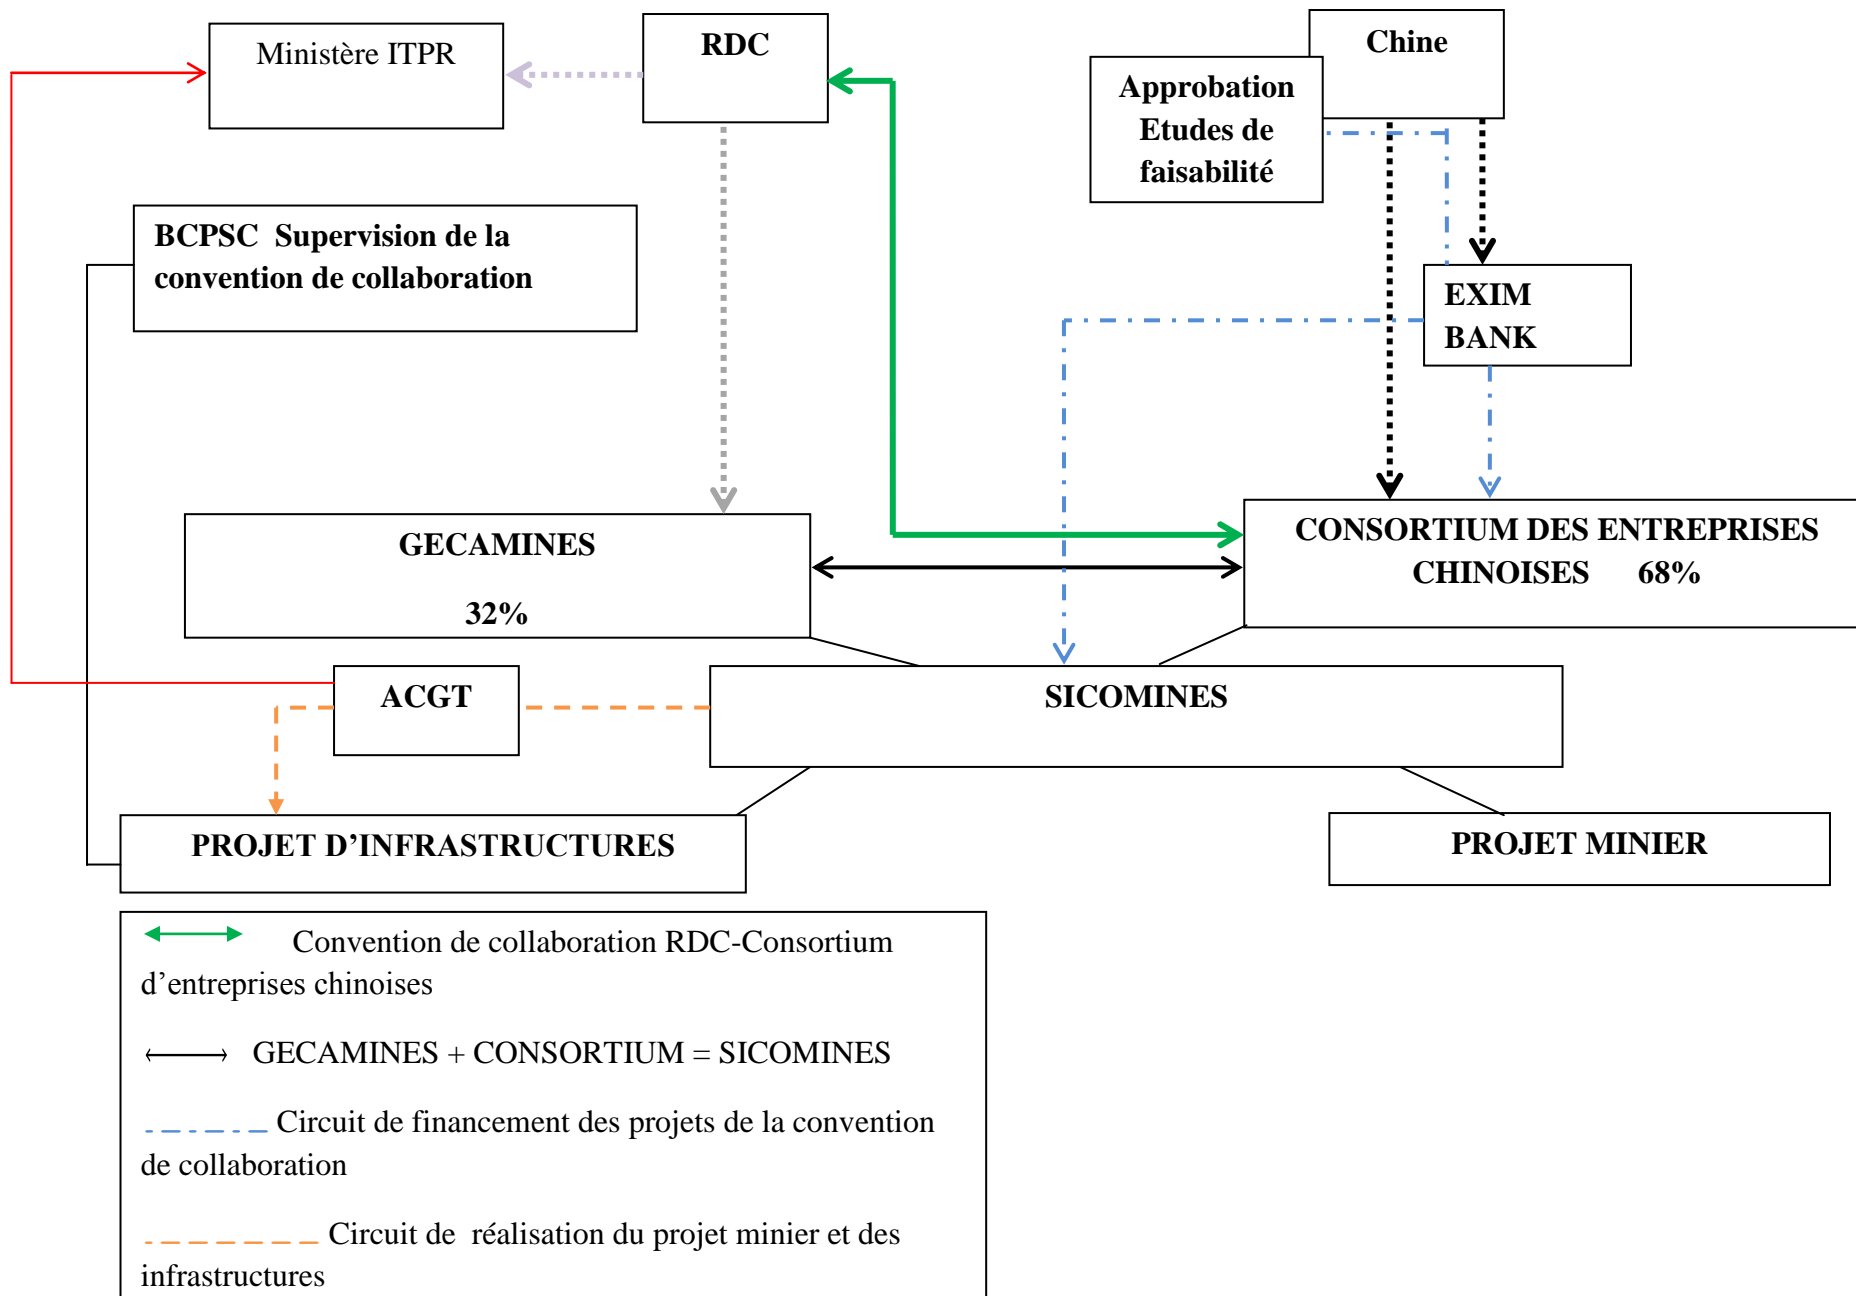 Ministère ITPR
RDC
Chine
Approbation
Etudes de
faisabilité
BCPSC  Supervision de la
convention de collaboration
EXIM
BANK
GECAMINES
32%
CONSORTIUM DES ENTREPRISES
CHINOISES 68%
ACGT
SICOMINES
PROJET D’INFRASTRUCTURES
PROJET MINIER
Convention de collaboration RDC-Consortium
d’entreprises chinoises
GECAMINES + CONSORTIUM = SICOMINES
Circuit de financement des projets de la convention
de collaboration
Circuit de  réalisation du projet minier et des
infrastructures